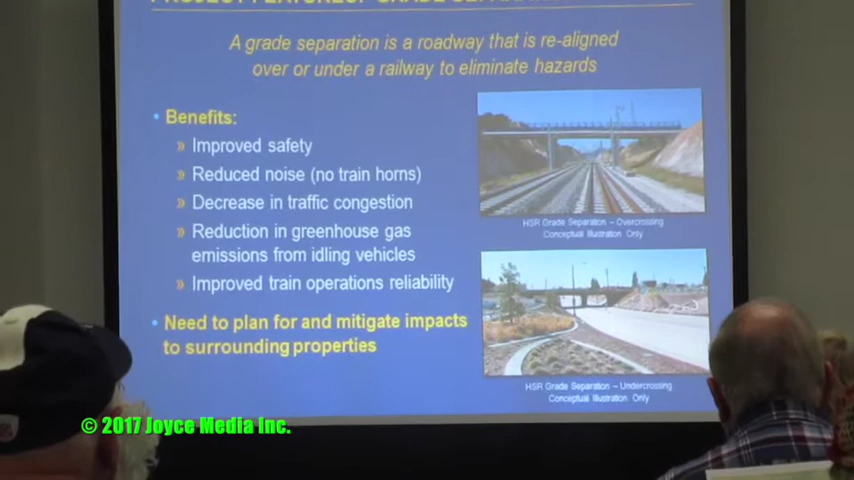 A grade separation is a roadway that is re-aligned
over or under a railway to eliminate hazards
• Benefits:
» Improved safety
» Reduced noise (no train horns)
» Decrease in traffic congestion
» Reduction in greenhouse gas
emissions from idling vehicles
» Improved train operations reliability
• Need to plan for and mitigate impacts
to surrounding properties
HSR Grade Separation – Overcrossing
Conceptual Illustration Only
HSR Grade Separation – Undercrossing
Conceptual Illustration Only
© 2017 Joyce Media Inc.